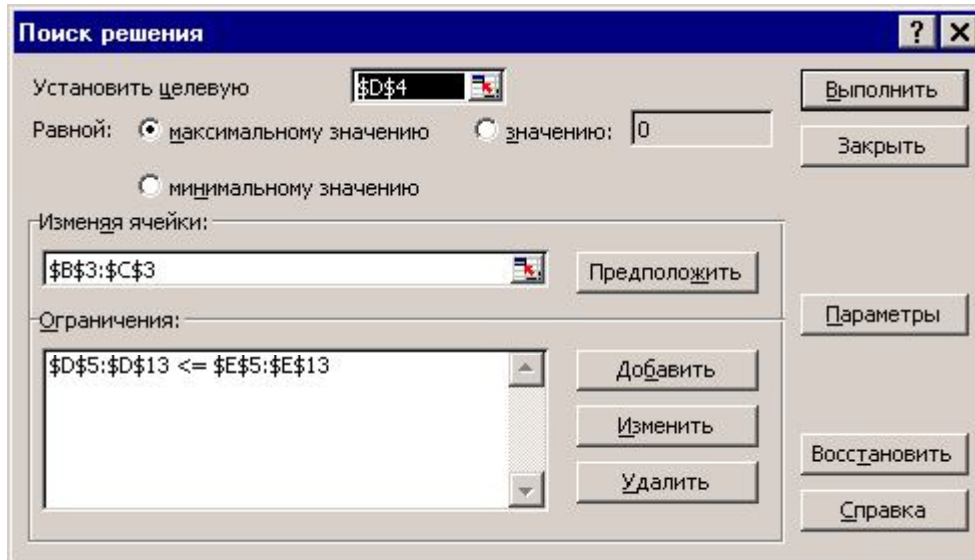 Поиск решения
Установить целевую $D$4 Выполнить
Равной: максимальному значению значению: 0 Закрыть
минимальному значению
Изменяя ячейки:
$B$3:$C$3 Предположить
Ограничения: Параметры
$D$5:$D$13 <= $E$5:$E$13 Добавить
Изменить
Восстановить
Удалить
Справка